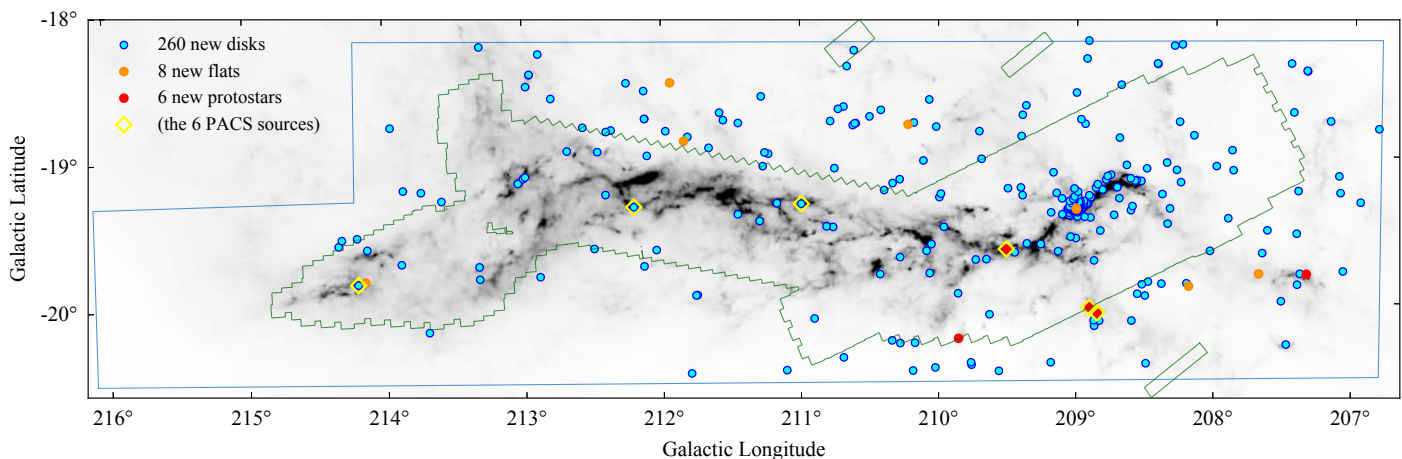 -18°
260 new disks
8 new flats
6 new protostars
(the 6 PACS sources)
-19°
-20°
Galactic Latitude
216° 215° 214° 213° 212° 211° 210° 209° 208° 207°
Galactic Longitude